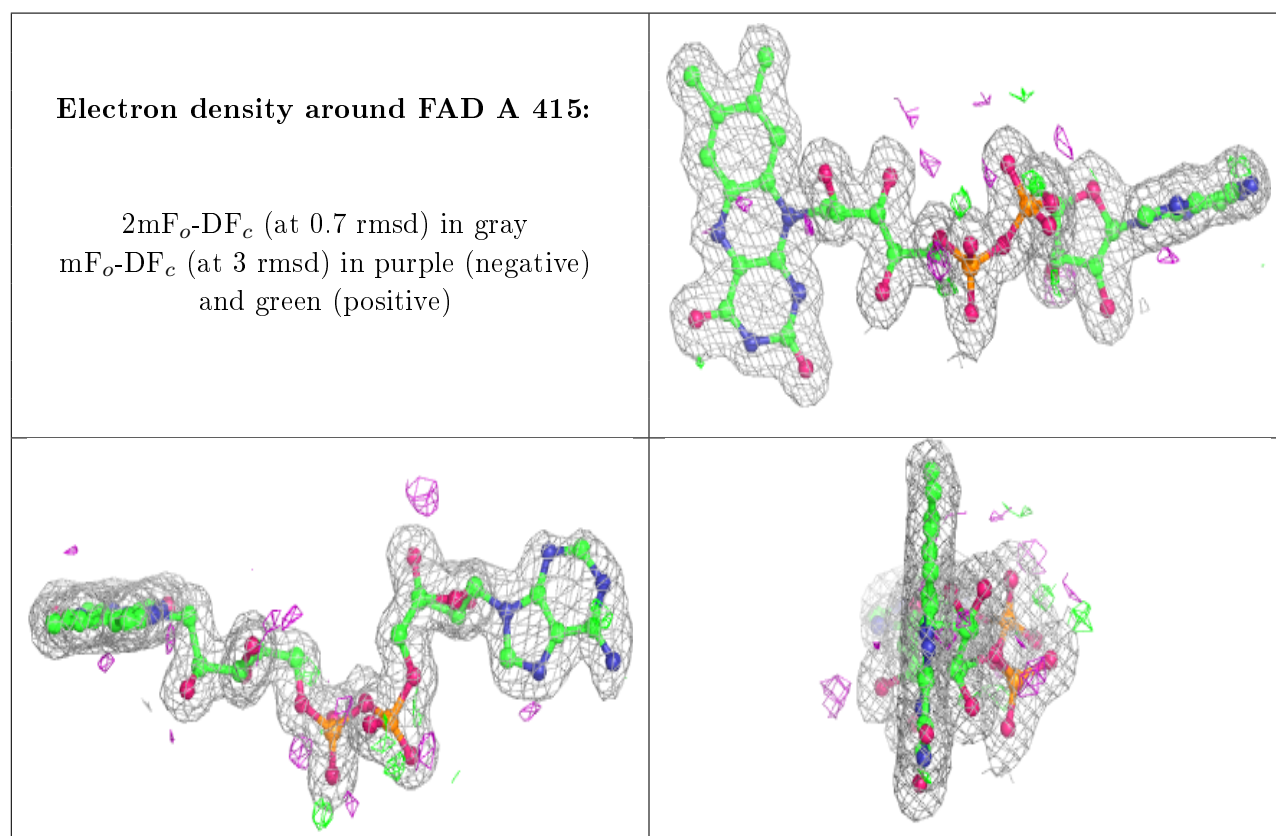 Electron density around FAD A 415:
2mFo-DFc (at 0.7 rmsd) in gray
mFo-DFc (at 3 rmsd) in purple (negative)
and green (positive)